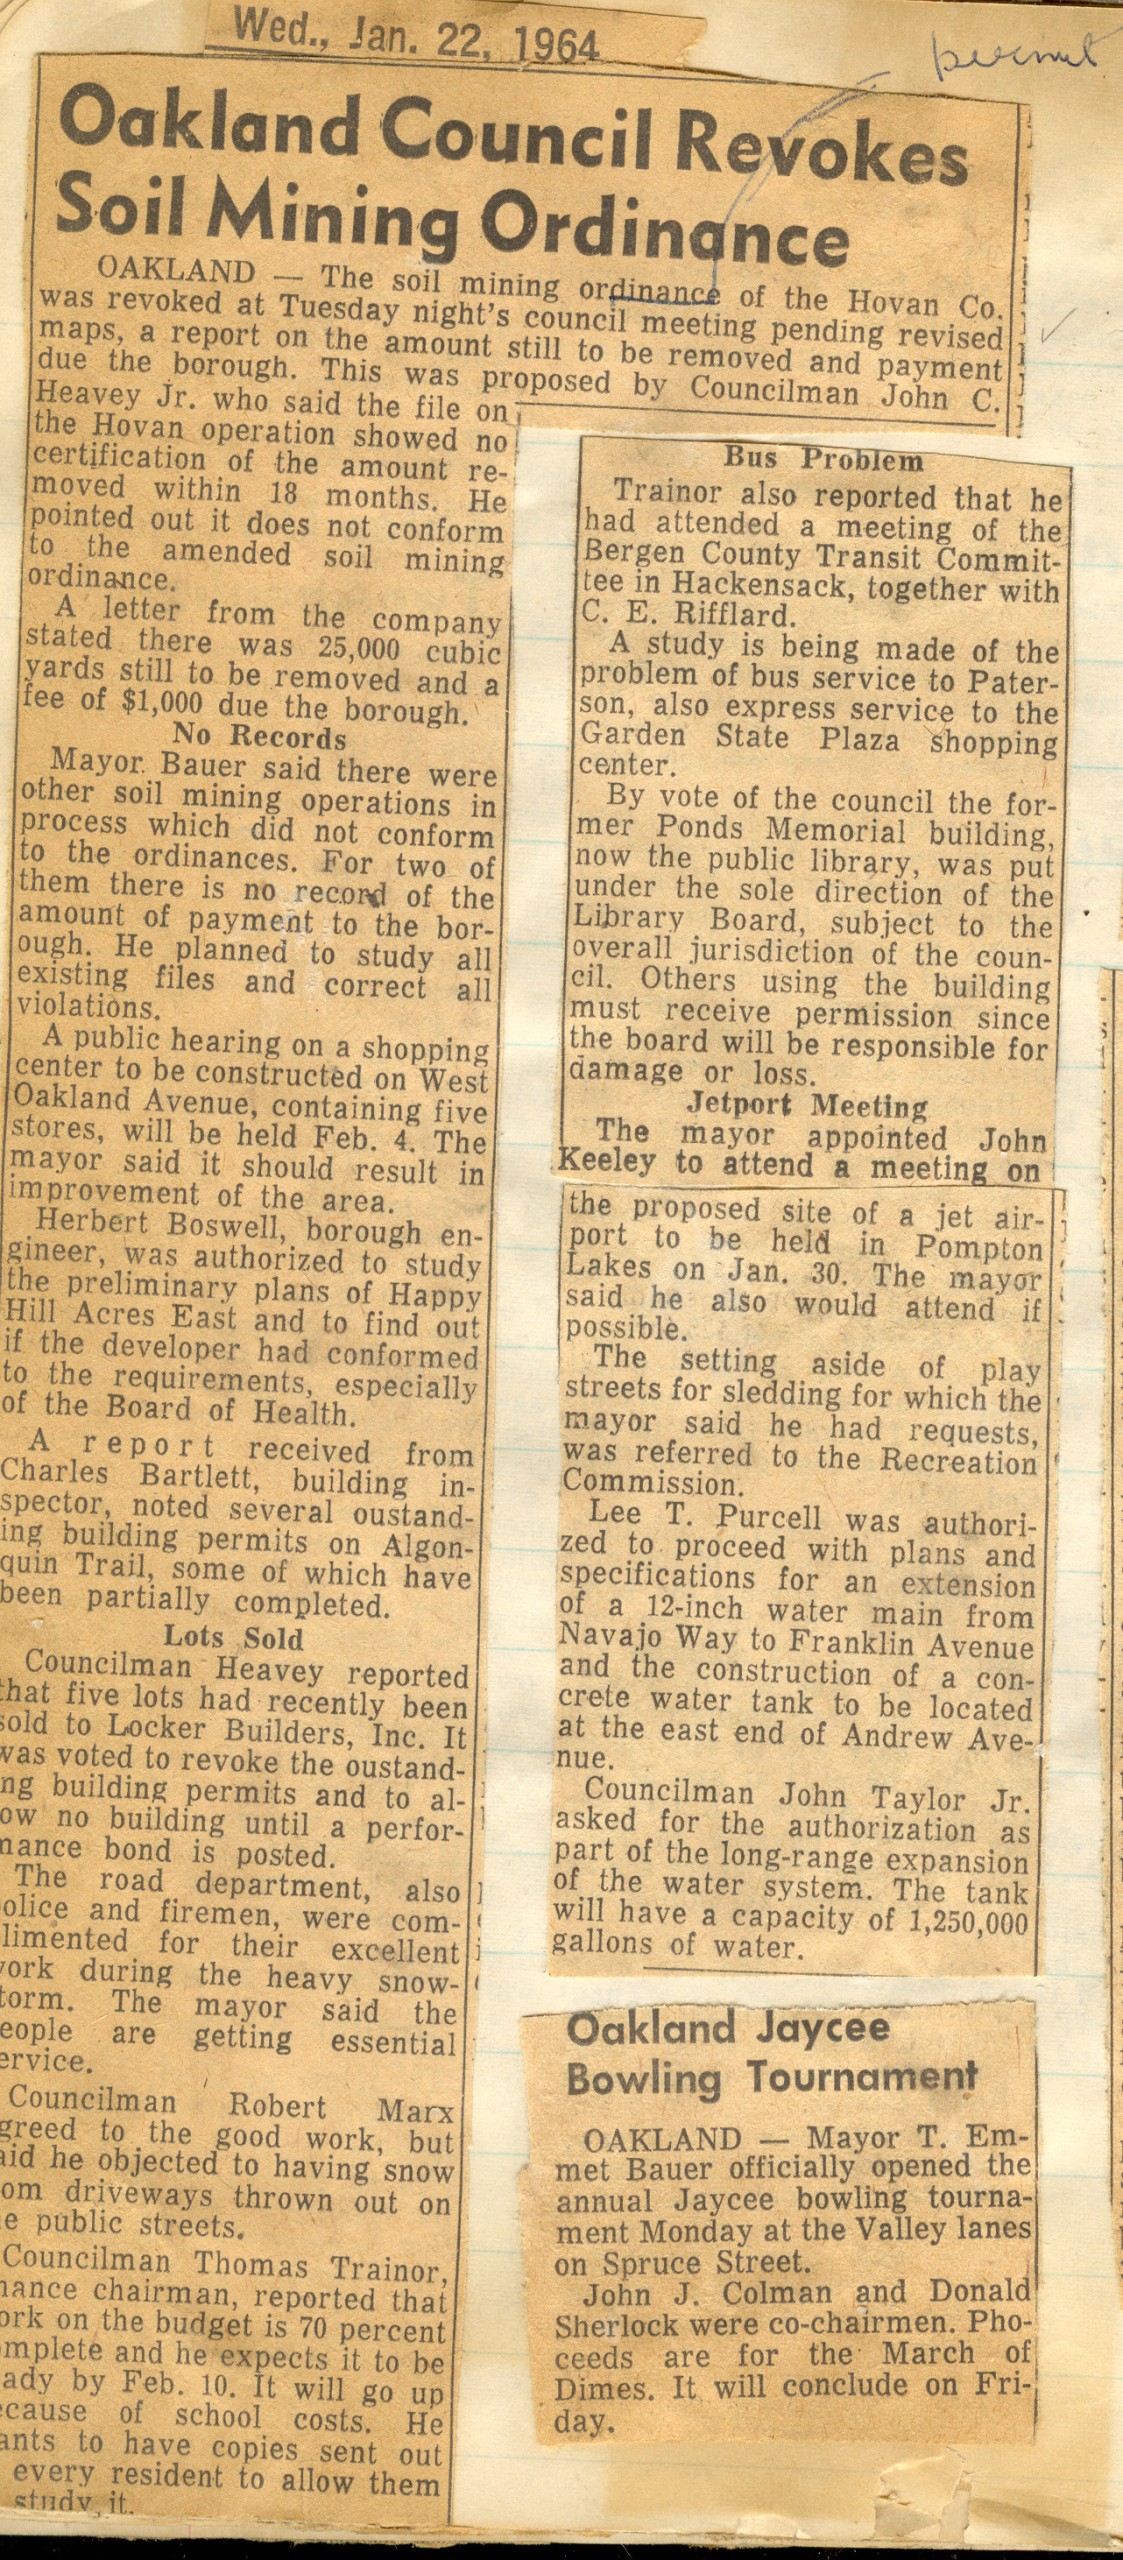 Wed., Jan. 22, 1964
permit
Oakland Council Revokes
Soil Mining Ordinance
OAKLAND — The soil mining ordinance of the Hovan Co.
was revoked at Tuesday night's council meeting pending revised
maps, a report on the amount still to be removed and payment
due the borough. This was proposed by Councilman John C.
Heavey Jr. who said the file on
the Hovan operation showed no
certification of the amount re-
moved within 18 months. He
pointed out it does not conform
to the amended soil mining
ordinance.
A letter from the company
stated there was 25,000 cubic
yards still to be removed and a
fee of $1,000 due the borough.
No Records
Mayor Bauer said there were
other soil mining operations in
process which did not conform
to the ordinances. For two of
them there is no record of the
amount of payment to the bor-
ough. He planned to study all
existing files and correct all
violations.
A public hearing on a shopping
center to be constructed on West
Oakland Avenue, containing five
stores, will be held Feb. 4. The
mayor said it should result in
improvement of the area.
Herbert Boswell, borough en-
gineer, was authorized to study
the preliminary plans of Happy
Hill Acres East and to find out
if the developer had conformed
to the requirements, especially
of the Board of Health.
A report received from
Charles Bartlett, building in-
spector, noted several oustand-
ing building permits on Algon-
quin Trail, some of which have
been partially completed.
Lots Sold
Councilman Heavey reported
that five lots had recently been
sold to Locker Builders, Inc. It
was voted to revoke the oustand-
ng building permits and to al-
ow no building until a perfor-
mance bond is posted.
The road department, also
olice and firemen, were com-
limented for their excellent
ork during the heavy snow-
torm. The mayor said the
eople are getting essential
ervice.
Councilman Robert Marx
greed to the good work, but
aid he objected to having snow
om driveways thrown out on
e public streets.
Councilman Thomas Trainor,
nance chairman, reported that
ork on the budget is 70 percent
omplete and he expects it to be
ady by Feb. 10. It will go up
ecause of school costs. He
ants to have copies sent out
every resident to allow them
study it.
Bus Problem
Trainor also reported that he
had attended a meeting of the
Bergen County Transit Commit-
tee in Hackensack, together with
C. E. Rifflard.
A study is being made of the
problem of bus service to Pater-
son, also express service to the
Garden State Plaza shopping
center.
By vote of the council the for-
mer Ponds Memorial building,
now the public library, was put
under the sole direction of the
Library Board, subject to the
overall jurisdiction of the coun-
cil. Others using the building
must receive permission since
the board will be responsible for
damage or loss.
Jetport Meeting
The mayor appointed John
Keeley to attend a meeting on
the proposed site of a jet air-
port to be held in Pompton
Lakes on Jan. 30. The mayor
said he also would attend if
possible.
The setting aside of play
streets for sledding for which the
mayor said he had requests,
was referred to the Recreation
Commission.
Lee T. Purcell was authori-
zed to proceed with plans and
specifications for an extension
of a 12-inch water main from
Navajo Way to Franklin Avenue
and the construction of a con-
crete water tank to be located
at the east end of Andrew Ave-
nue.
Councilman John Taylor Jr.
asked for the authorization as
part of the long-range expansion
of the water system. The tank
will have a capacity of 1,250,000
gallons of water.
Oakland Jaycee
Bowling Tournament
OAKLAND — Mayor T. Em-
met Bauer officially opened the
annual Jaycee bowling tourna-
ment Monday at the Valley lanes
on Spruce Street.
John J. Colman and Donald
Sherlock were co-chairmen. Pho-
ceeds are for the March of
Dimes. It will conclude on Fri-
day.